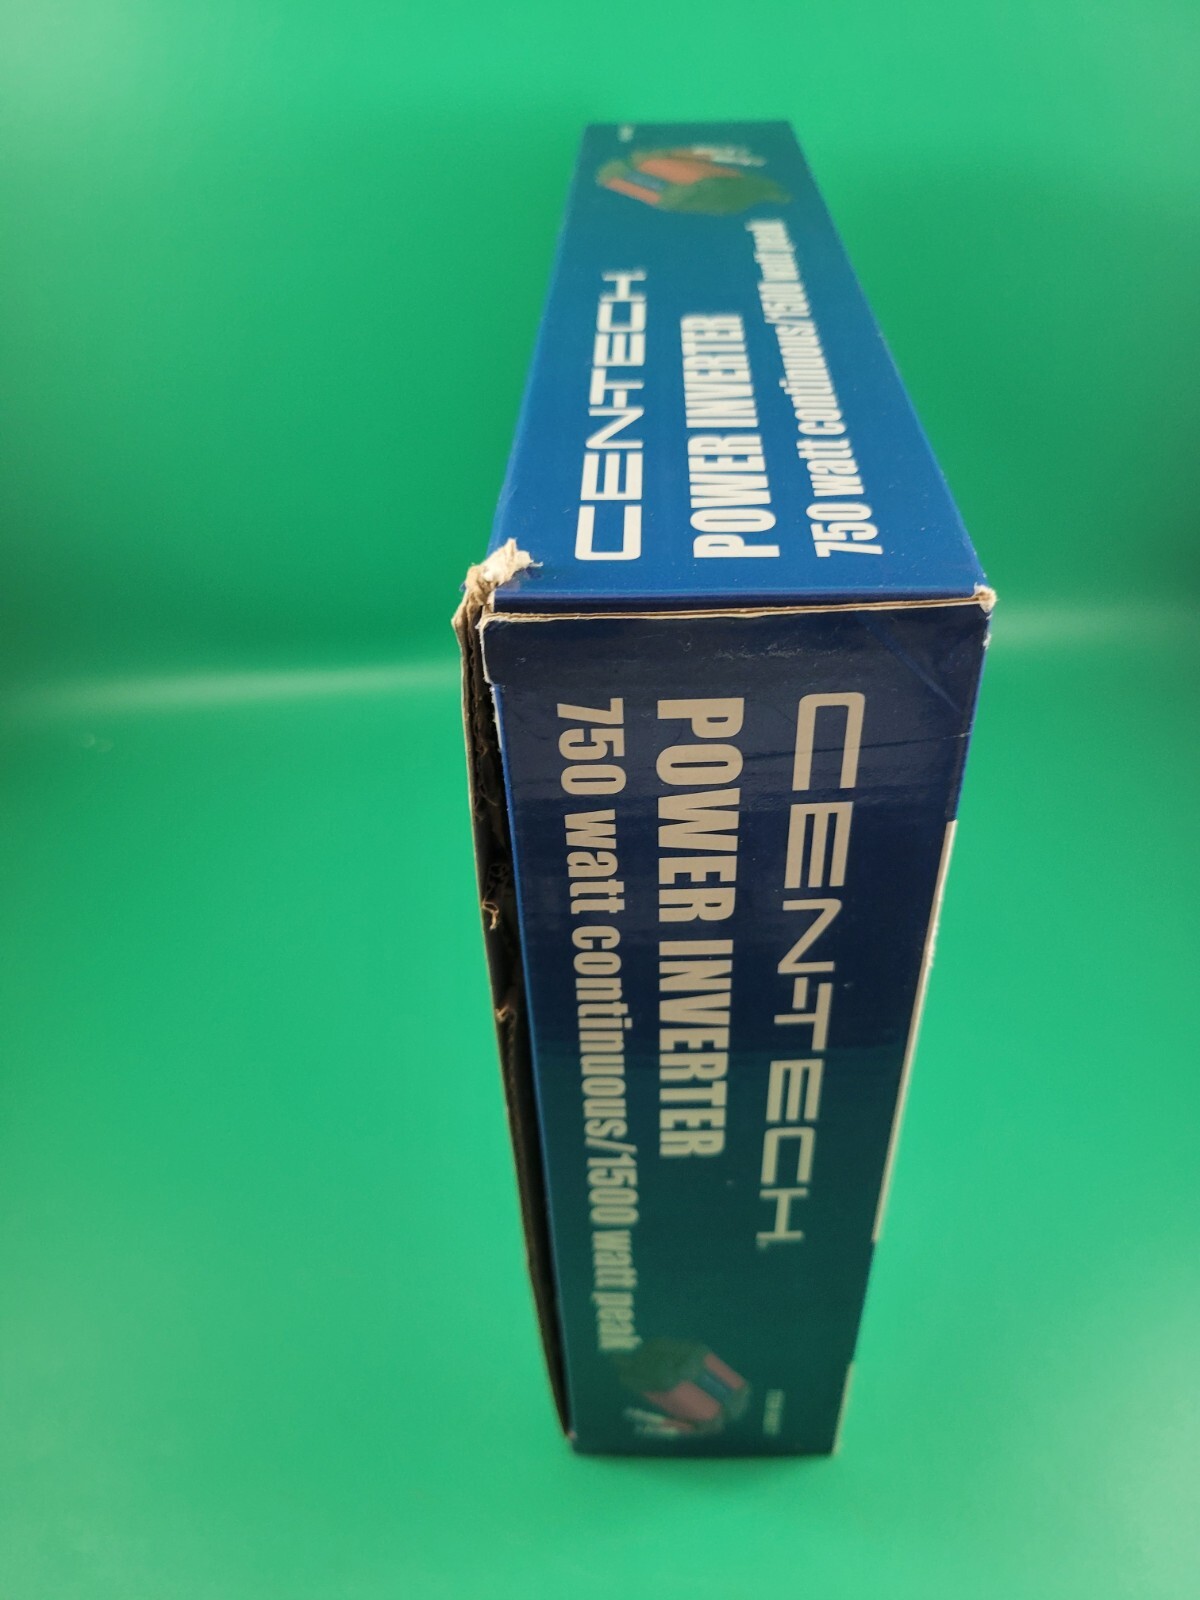 CEN-TECH
POWER INVERTER
750 watt continuous/1500 watt peak
CEN-TECH.
POWER INVERTER
750 watt continuous/1500 watt peak